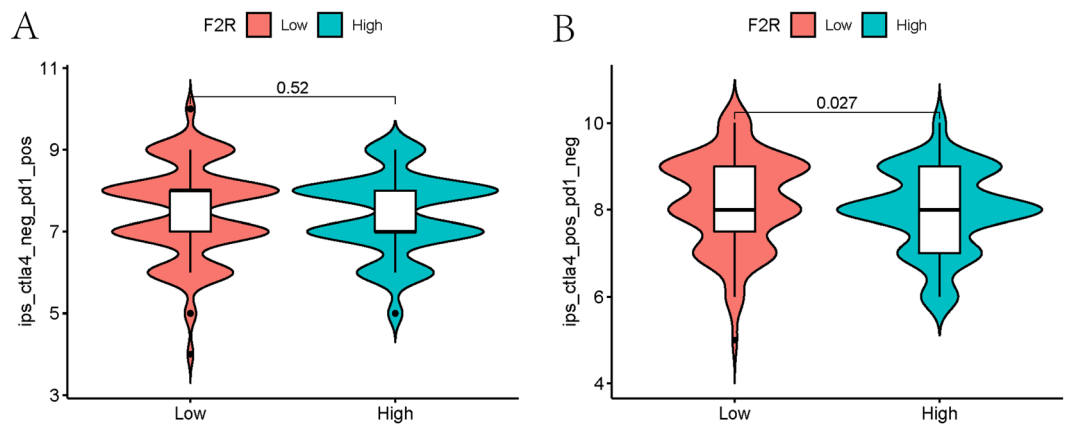 A
F2R Low High
ips_ctla4_neg_pd1_pos
11
9
7
5
3
0.52
Low High
B
F2R Low High
ips_ctla4_pos_pd1_neg
10
8
6
4
0.027
Low High